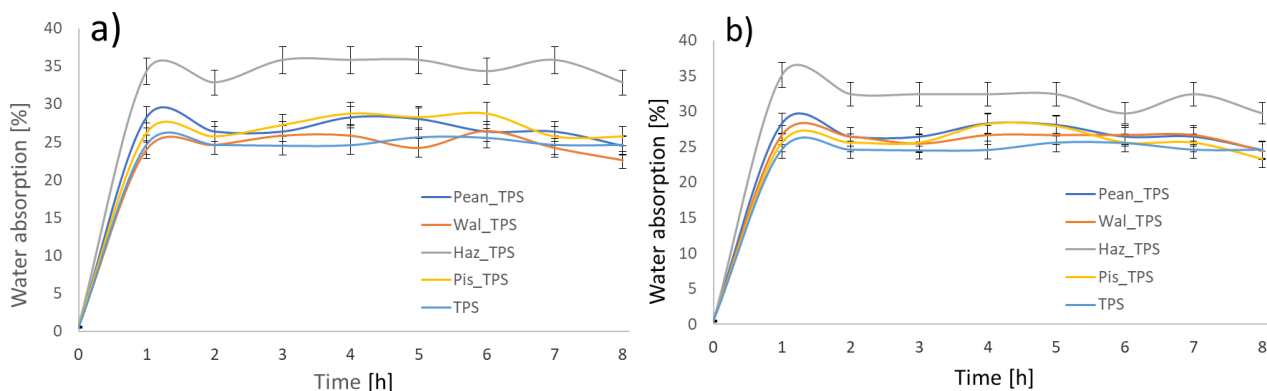 a)
Water absorption [%]
40
35
30
25
20
15
10
5
0
Pean_TPS
Wal_TPS
Haz_TPS
Pis_TPS
TPS
0 1 2 3 4 5 6 7 8
Time [h]
b)
Water absorption [%]
40
35
30
25
20
15
10
5
0
Pean_TPS
Wal_TPS
Haz_TPS
Pis_TPS
TPS
0 1 2 3 4 5 6 7 8
Time [h]